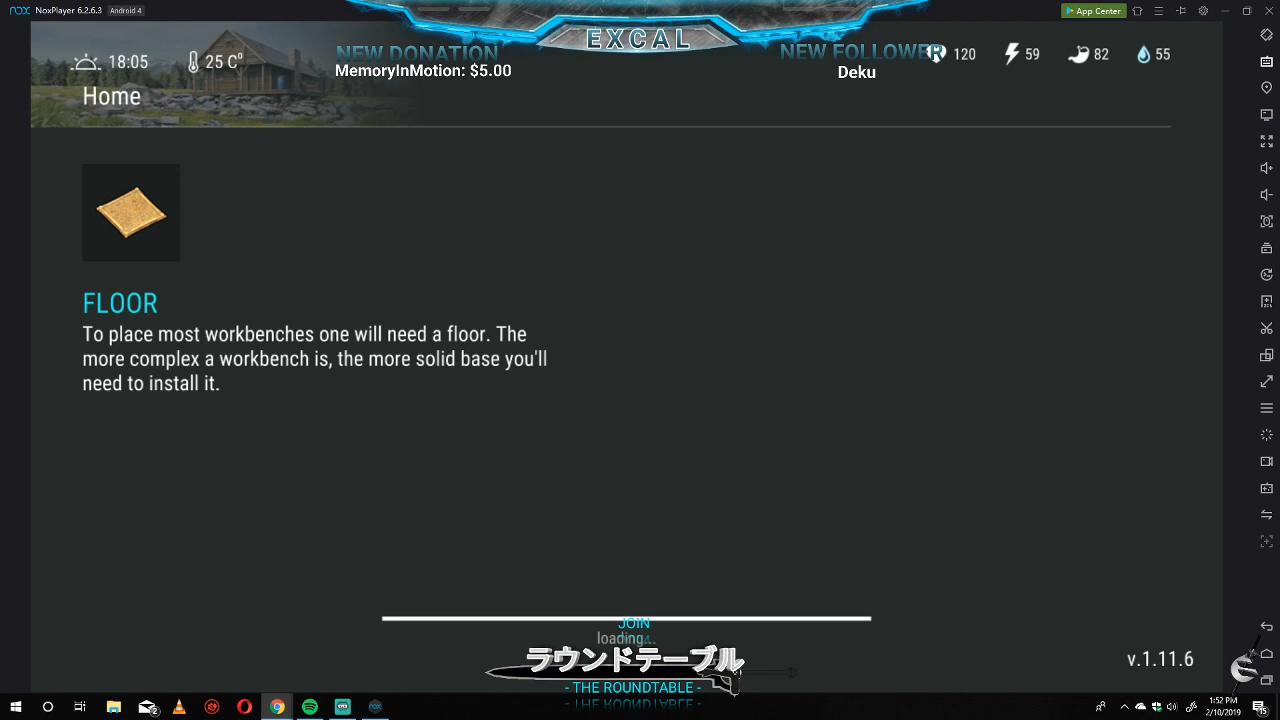 NoxPlayer 6.2.6.3 Android 4
App Center
EXCAL
NEW DONATION
MemoryInMotion: $5.00
NEW FOLLOWER
Deku
18:05
25 C°
120
59
82
55
Home
FLOOR
To place most workbenches one will need a floor. The
more complex a workbench is, the more solid base you'll
need to install it.
JOIN
loading...
ラウンドテーブル
- THE ROUNDTABLE -
v.1.11.6
1:52 PM
2/10/2019